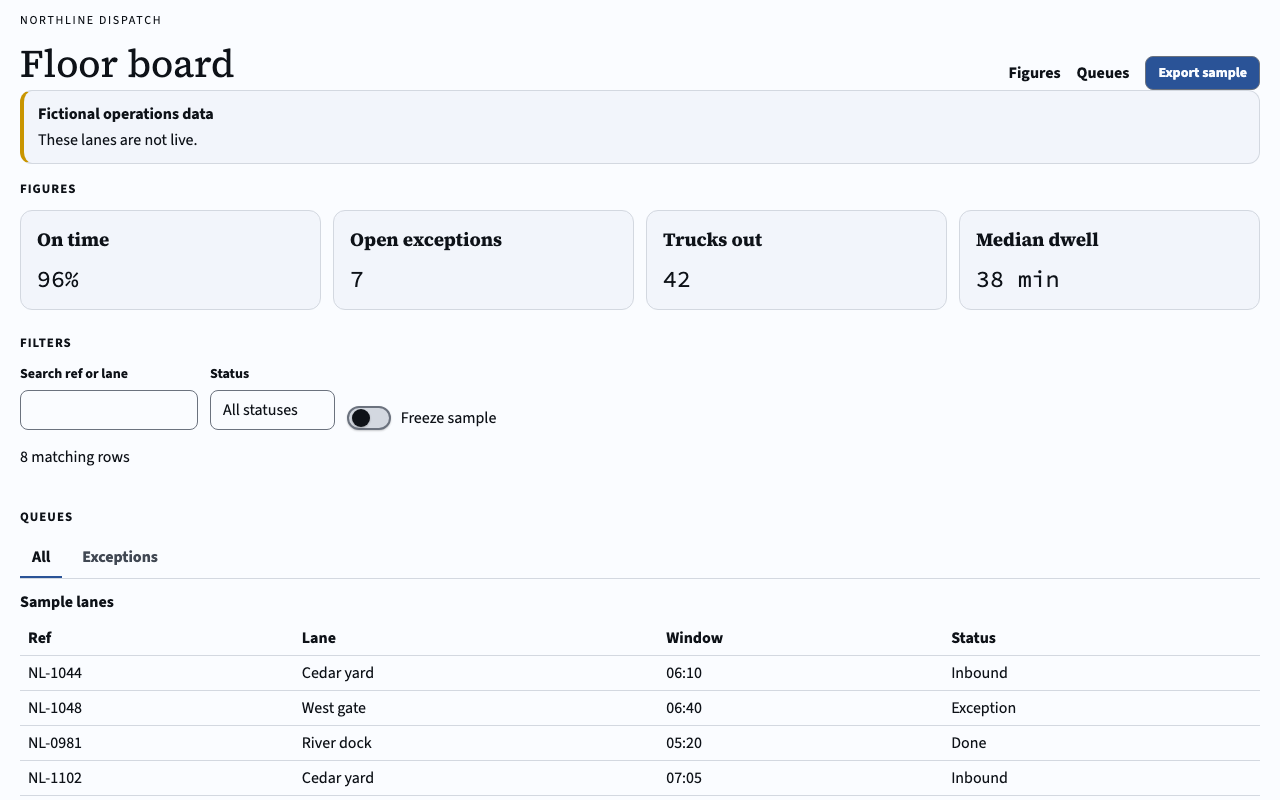 NORTHLINE DISPATCH
Floor board
Figures Queues Export sample
Fictional operations data
These lanes are not live.
FIGURES
On time Open exceptions Trucks out Median dwell
96% 7 42 38 min
FILTERS
Search ref or lane Status
All statuses Freeze sample
8 matching rows
QUEUES
All Exceptions
Sample lanes
Ref Lane Window Status
NL-1044 Cedar yard 06:10 Inbound
NL-1048 West gate 06:40 Exception
NL-0981 River dock 05:20 Done
NL-1102 Cedar yard 07:05 Inbound